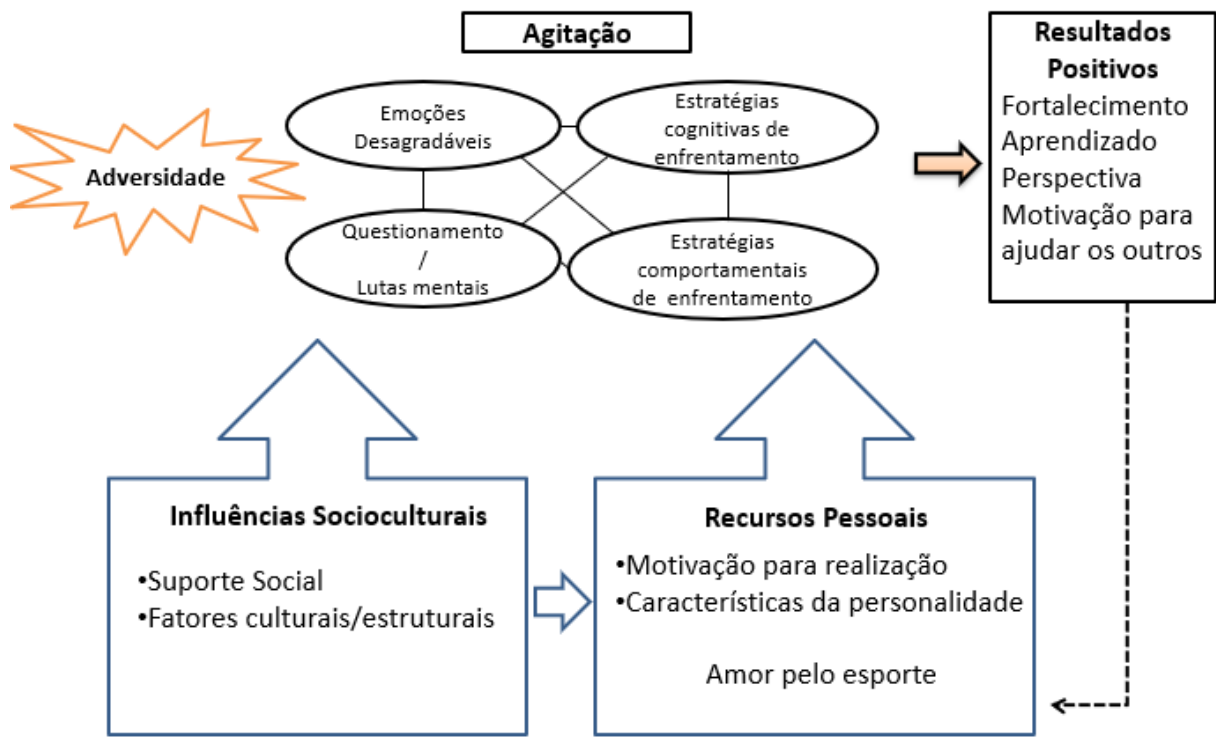 Agitação
Adversidade
Emoções
Desagradáveis
Estratégias
cognitivas de
enfrentamento
Questionamento
/
Lutas mentais
Estratégias
comportamentais
de enfrentamento
Resultados
Positivos
Fortalecimento
Aprendizado
Perspectiva
Motivação para
ajudar os outros
Influências Socioculturais
•Suporte Social
•Fatores culturais/estruturais
Recursos Pessoais
•Motivação para realização
•Características da personalidade
Amor pelo esporte